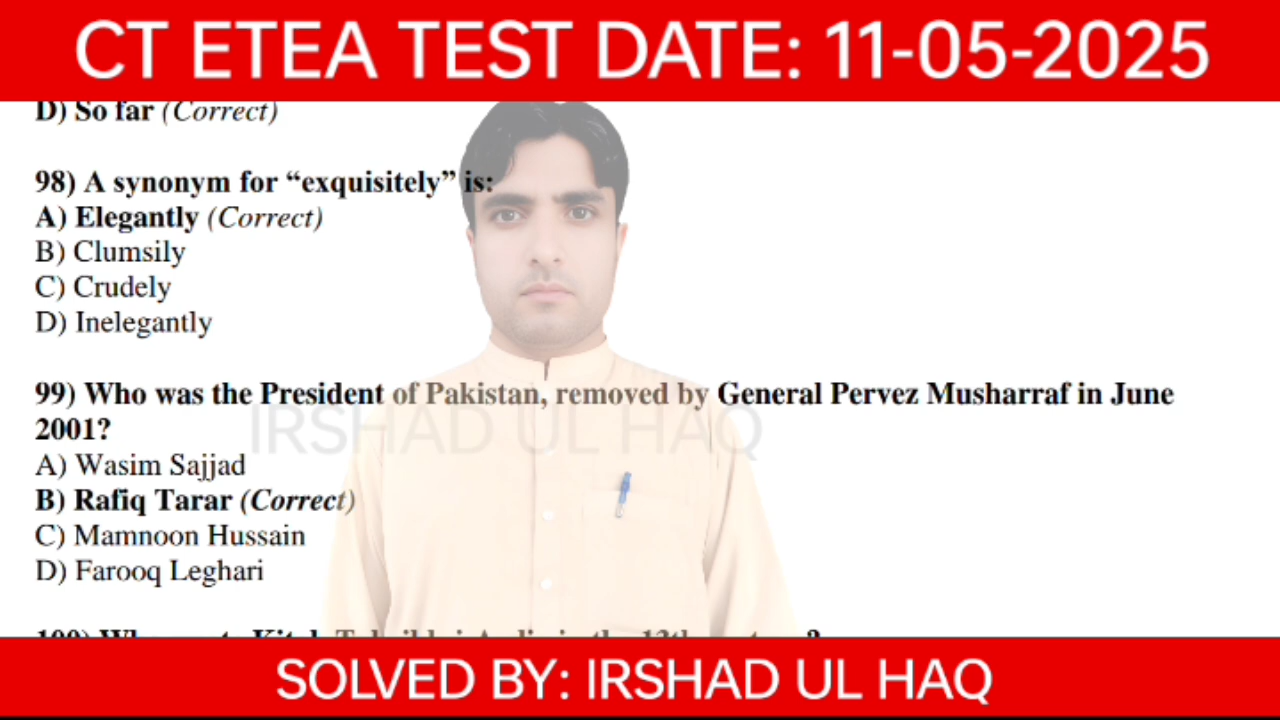 CT ETEA TEST DATE: 11-05-2025
D) So far (Correct)
98) A synonym for “exquisitely” is:
A) Elegantly (Correct)
B) Clumsily
C) Crudely
D) Inelegantly
99) Who was the President of Pakistan, removed by General Pervez Musharraf in June
2001?
IRSHAD UL HAQ
A) Wasim Sajjad
B) Rafiq Tarar (Correct)
C) Mamnoon Hussain
D) Farooq Leghari
SOLVED BY: IRSHAD UL HAQ